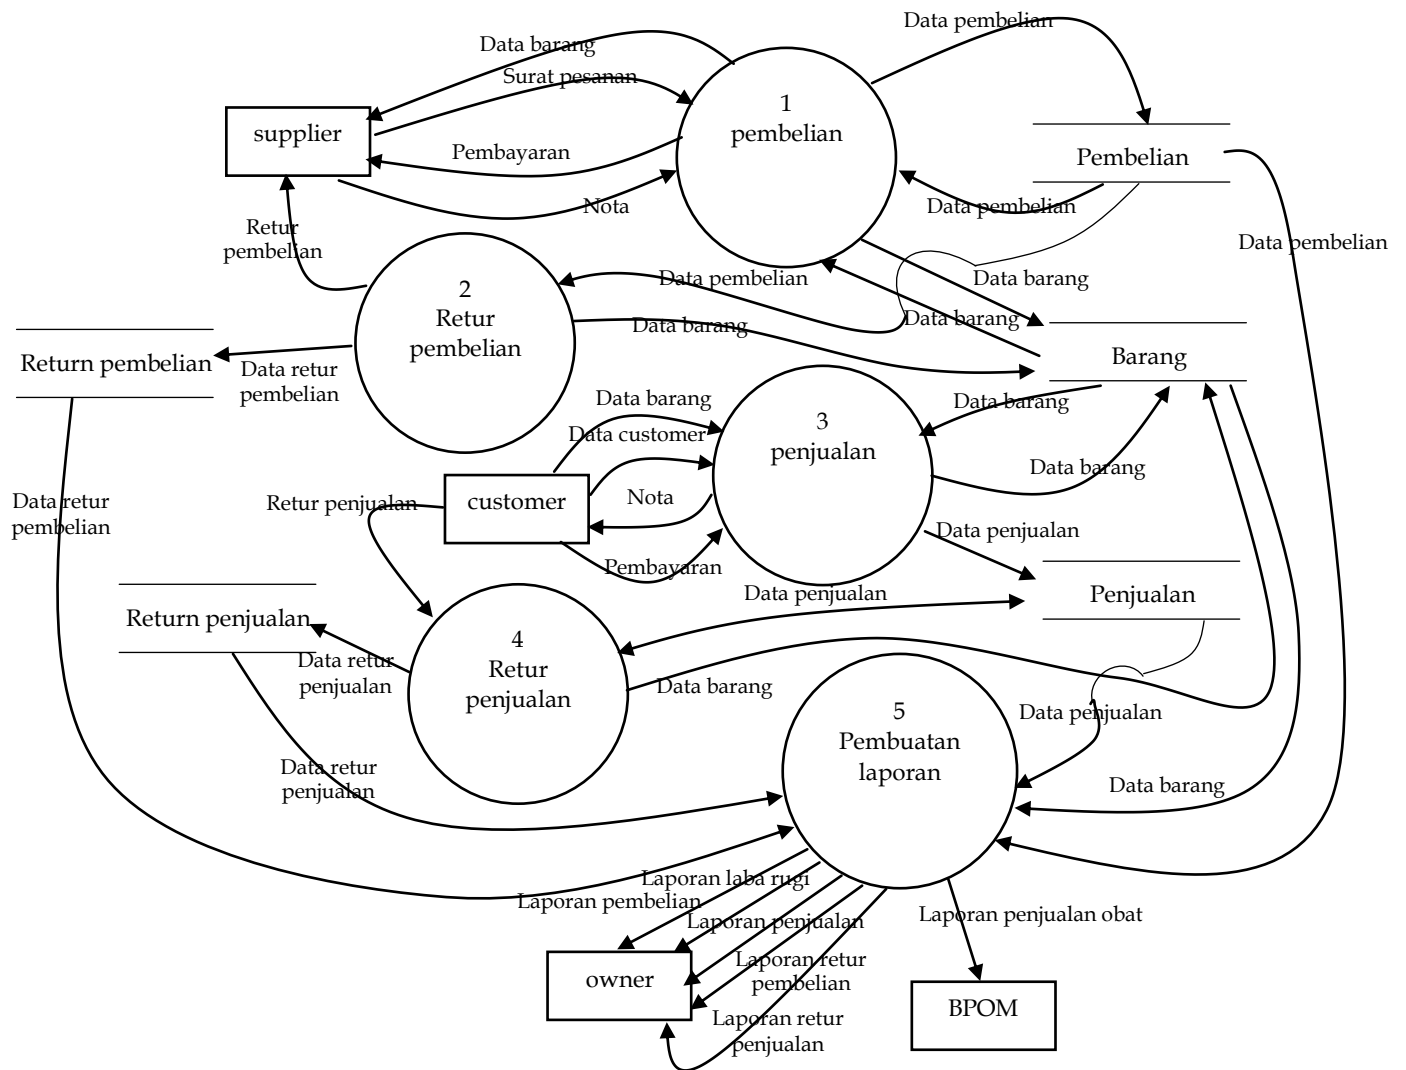 Data pembelian
Data barang
Surat pesanan
1
pembelian
supplier
Pembayaran
Pembelian
Nota
Data pembelian
Retur
pembelian
Data pembelian
2
Retur
pembelian
Data pembelian
Data barang
Data barang
Data barang
Return pembelian
Barang
Data retur
pembelian
Data barang
Data barang
3
penjualan
Data customer
Data barang
Nota
customer
Retur penjualan
Data retur
pembelian
Data penjualan
Pembayaran
Data penjualan
Penjualan
Return penjualan
4
Retur
penjualan
Data retur
penjualan
Data barang
5
Pembuatan
laporan
Data penjualan
Data retur
penjualan
Data barang
Laporan laba rugi
Laporan pembelian
Laporan penjualan
Laporan penjualan obat
Laporan retur
pembelian
owner
BPOM
Laporan retur
penjualan